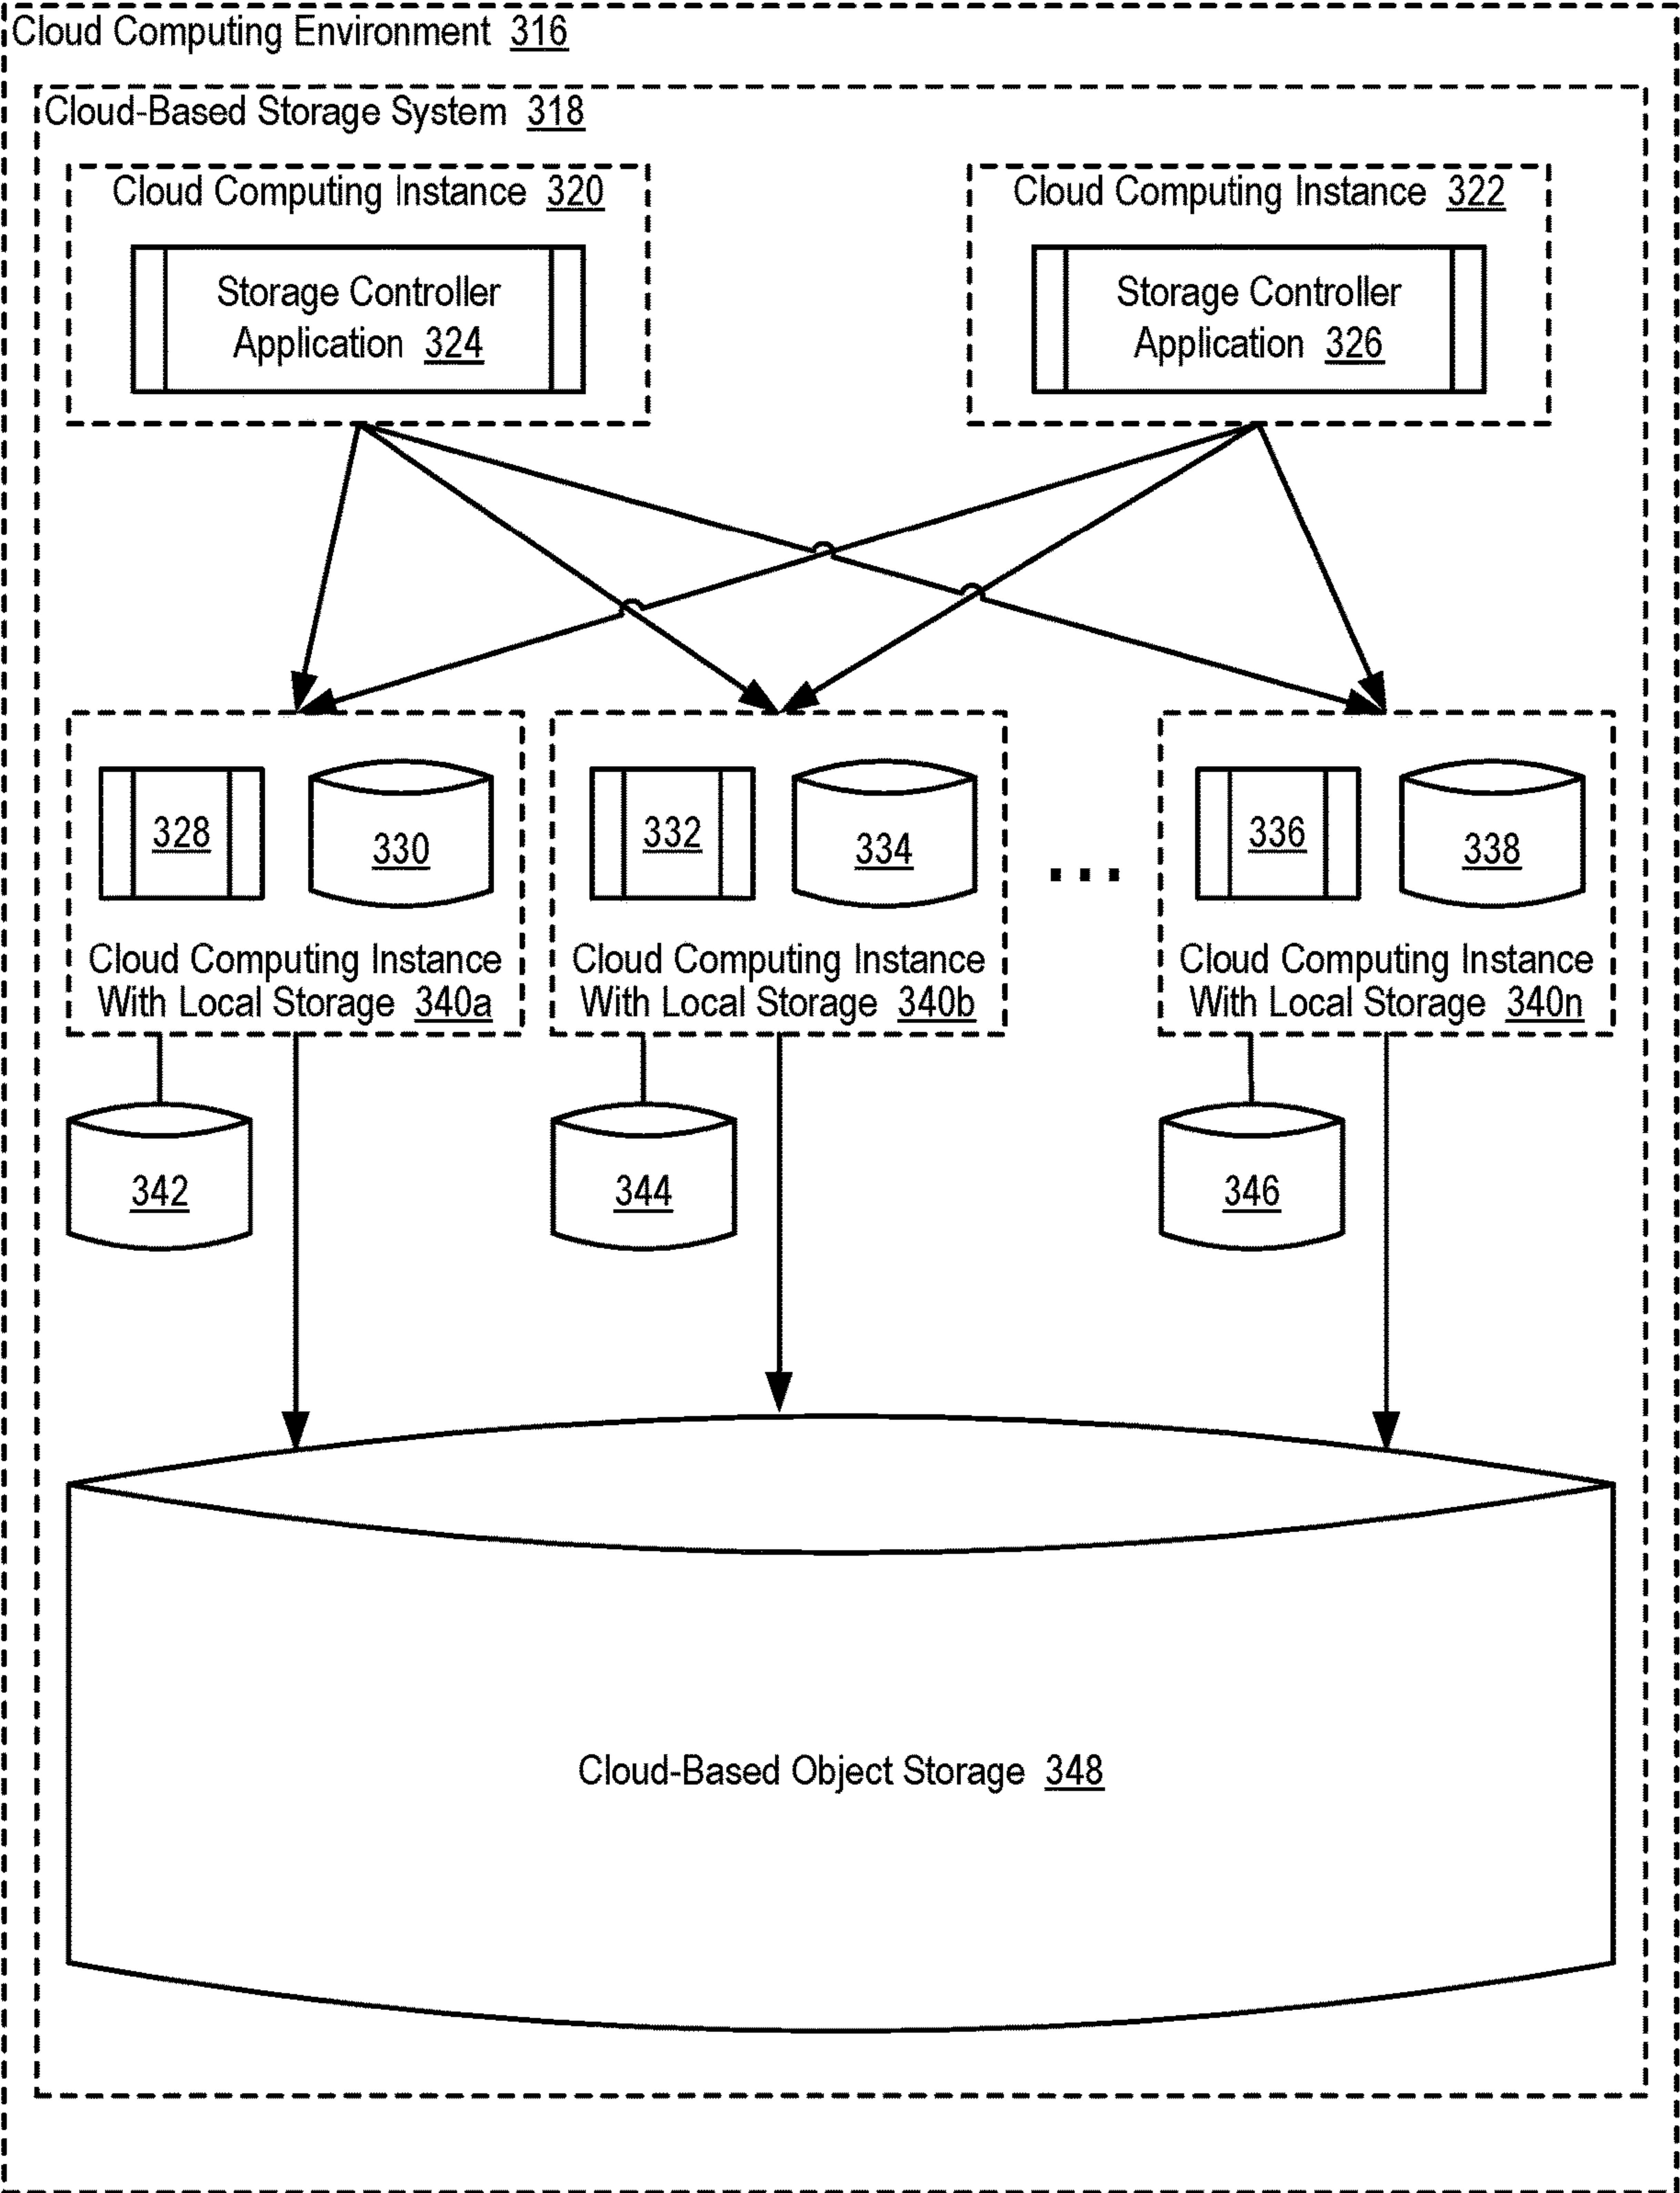 Cloud Computing Environment 316
Cloud-Based Storage System 318
Cloud Computing Instance 320
Storage Controller
Application 324
Cloud Computing Instance 322
Storage Controller
Application 326
328
330
Cloud Computing Instance
With Local Storage 340a
332
334
Cloud Computing Instance
With Local Storage 340b
...
336
338
Cloud Computing Instance
With Local Storage 340n
342
344
346
Cloud-Based Object Storage 348